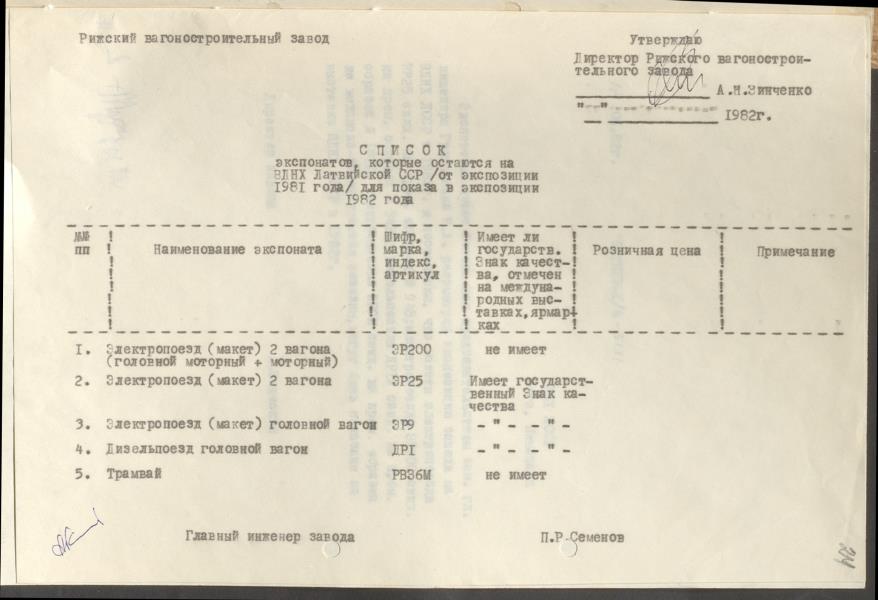 Рижский вагоностроительный завод
Утверждаю
Директор Рижского вагонострои-
тельного завода
А.Н.Зинченко
"__"
1982г.
СПИСОК
экспонатов, которые остаются на
ВДНХ Латвийской ССР /от экспозиции
1981 года/ для показа в экспозиции
1982 года
№№ пп
Наименование экспоната
Шифр, марка, индекс, артикул
Имеет ли государств. Знак качест-
ва, отмечен на междуна-
родных выс-
тавках,ярмар-
ках
Розничная цена
Примечание
1. Электропоезд (макет) 2 вагона ЭР200 не имеет
(головной моторный + моторный)
2. Электропоезд (макет) 2 вагона ЭР25 Имеет государст-
венный Знак ка-
чества
3. Электропоезд (макет) головной вагон ЭР9 - " - - " -
4. Дизельпоезд головной вагон ДР1 - " - - " -
5. Трамвай РВЗ6М не имеет
Главный инженер завода
П.Р.Семенов
24